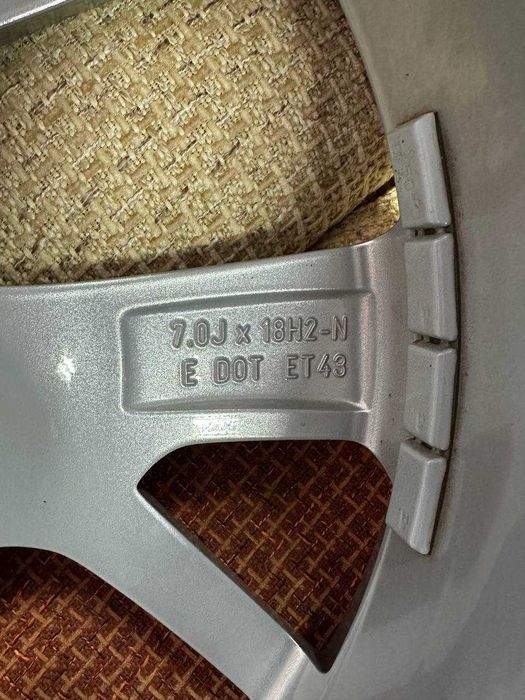 7.0J x 18H2-N
E DOT ET43